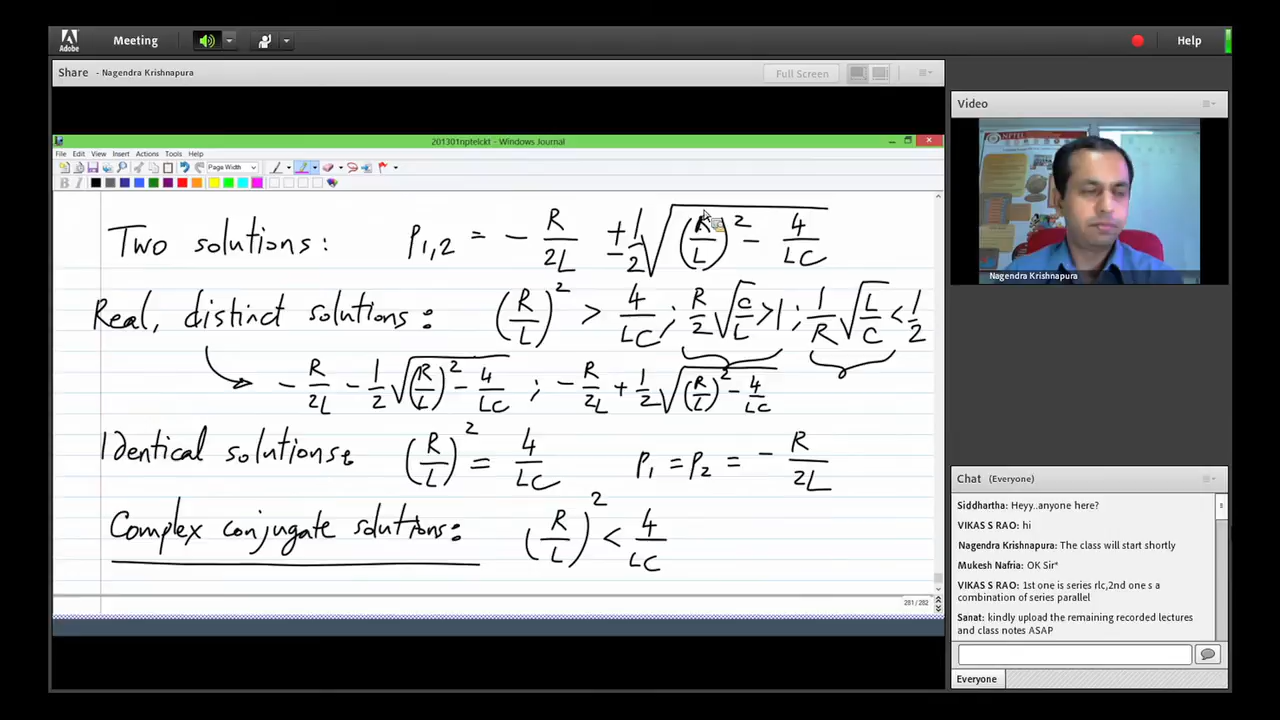 Meeting
Help
Share - Nagendra Krishnapura
Full Screen
Video
201301nptelckt - Windows Journal
File Edit View Insert Actions Tools Help
Page Width
B I
Two solutions: p1,2 = - R/2L ± 1/2 √((R/L)² - 4/LC)
Real, distinct solutions: (R/L)² > 4/LC ; R/2 √(C/L) > 1 ; 1/R √(L/C) < 1/2
- R/2L - 1/2 √((R/L)² - 4/LC) ; - R/2L + 1/2 √((R/L)² - 4/LC)
Identical solutions: (R/L)² = 4/LC p1 = p2 = - R/2L
Complex conjugate solutions: (R/L)² < 4/LC
281 / 282
Nagendra Krishnapura
NPTEL
Chat (Everyone)
Siddhartha: Heyy..anyone here?
VIKAS S RAO: hi
Nagendra Krishnapura: The class will start shortly
Mukesh Nafria: OK Sir*
VIKAS S RAO: 1st one is series rlc,2nd one s a
combination of series parallel
Sanat: kindly upload the remaining recorded lectures
and class notes ASAP
Everyone
Adobe